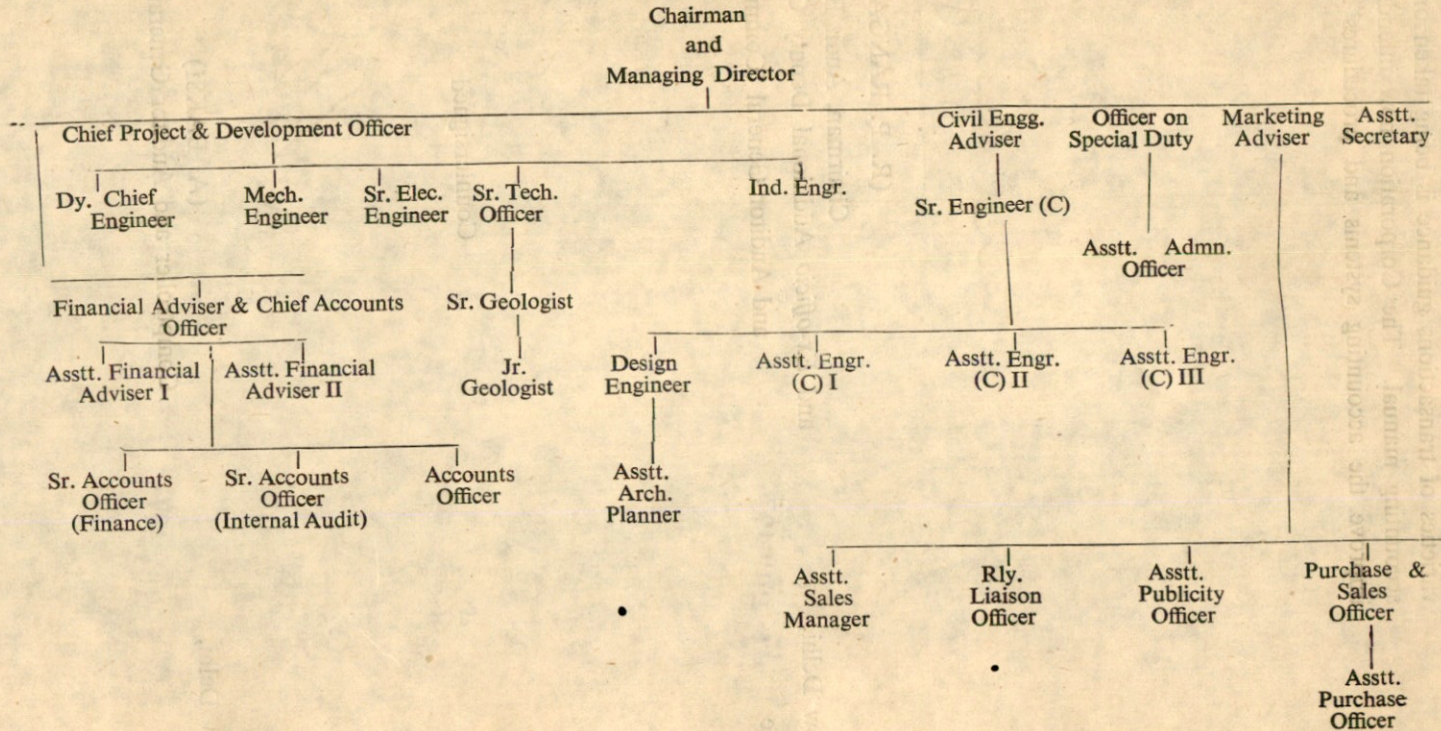 Chairman
and
Managing Director
Chief Project & Development Officer
Civil Engg.
Adviser
Officer on
Special Duty
Marketing
Adviser
Asstt.
Secretary
Dy. Chief
Engineer
Mech.
Engineer
Sr. Elec.
Engineer
Sr. Tech.
Officer
Ind. Engr.
Sr. Engineer (C)
Asstt. Admn.
Officer
Financial Adviser & Chief Accounts
Officer
Sr. Geologist
Asstt. Financial
Adviser I
Asstt. Financial
Adviser II
Jr.
Geologist
Design
Engineer
Asstt. Engr.
(C) I
Asstt. Engr.
(C) II
Asstt. Engr.
(C) III
Sr. Accounts
Officer
(Finance)
Sr. Accounts
Officer
(Internal Audit)
Accounts
Officer
Asstt.
Arch.
Planner
Asstt.
Sales
Manager
Rly.
Liaison
Officer
Asstt.
Publicity
Officer
Purchase &
Sales
Officer
Asstt.
Purchase
Officer